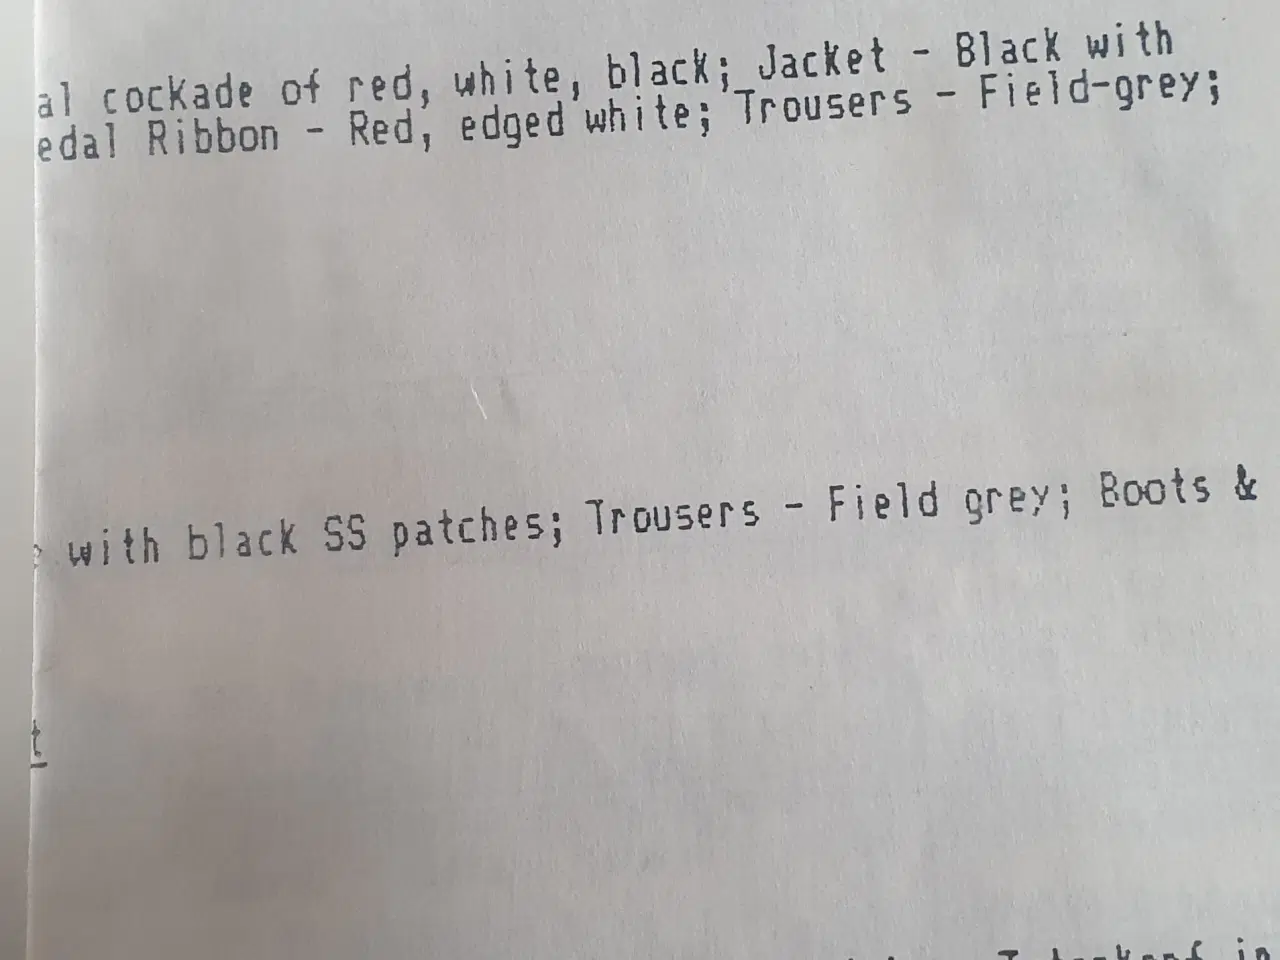 al cockade of red, white, black; Jacket - Black with
edal Ribbon - Red, edged white; Trousers - Field-grey;
with black SS patches; Trousers - Field grey; Boots &
t
in